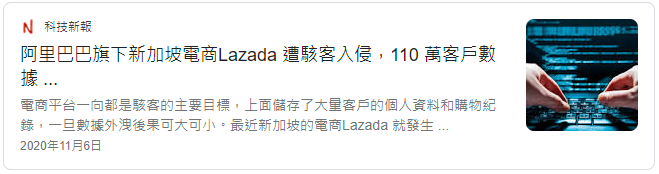 科技新報
阿里巴巴旗下新加坡電商Lazada 遭駭客入侵，110 萬客戶數
據 ...
電商平台一向都是駭客的主要目標，上面儲存了大量客戶的個人資料和購物紀
錄，一旦數據外洩後果可大可小。最近新加坡的電商Lazada 就發生 ...
2020年11月6日